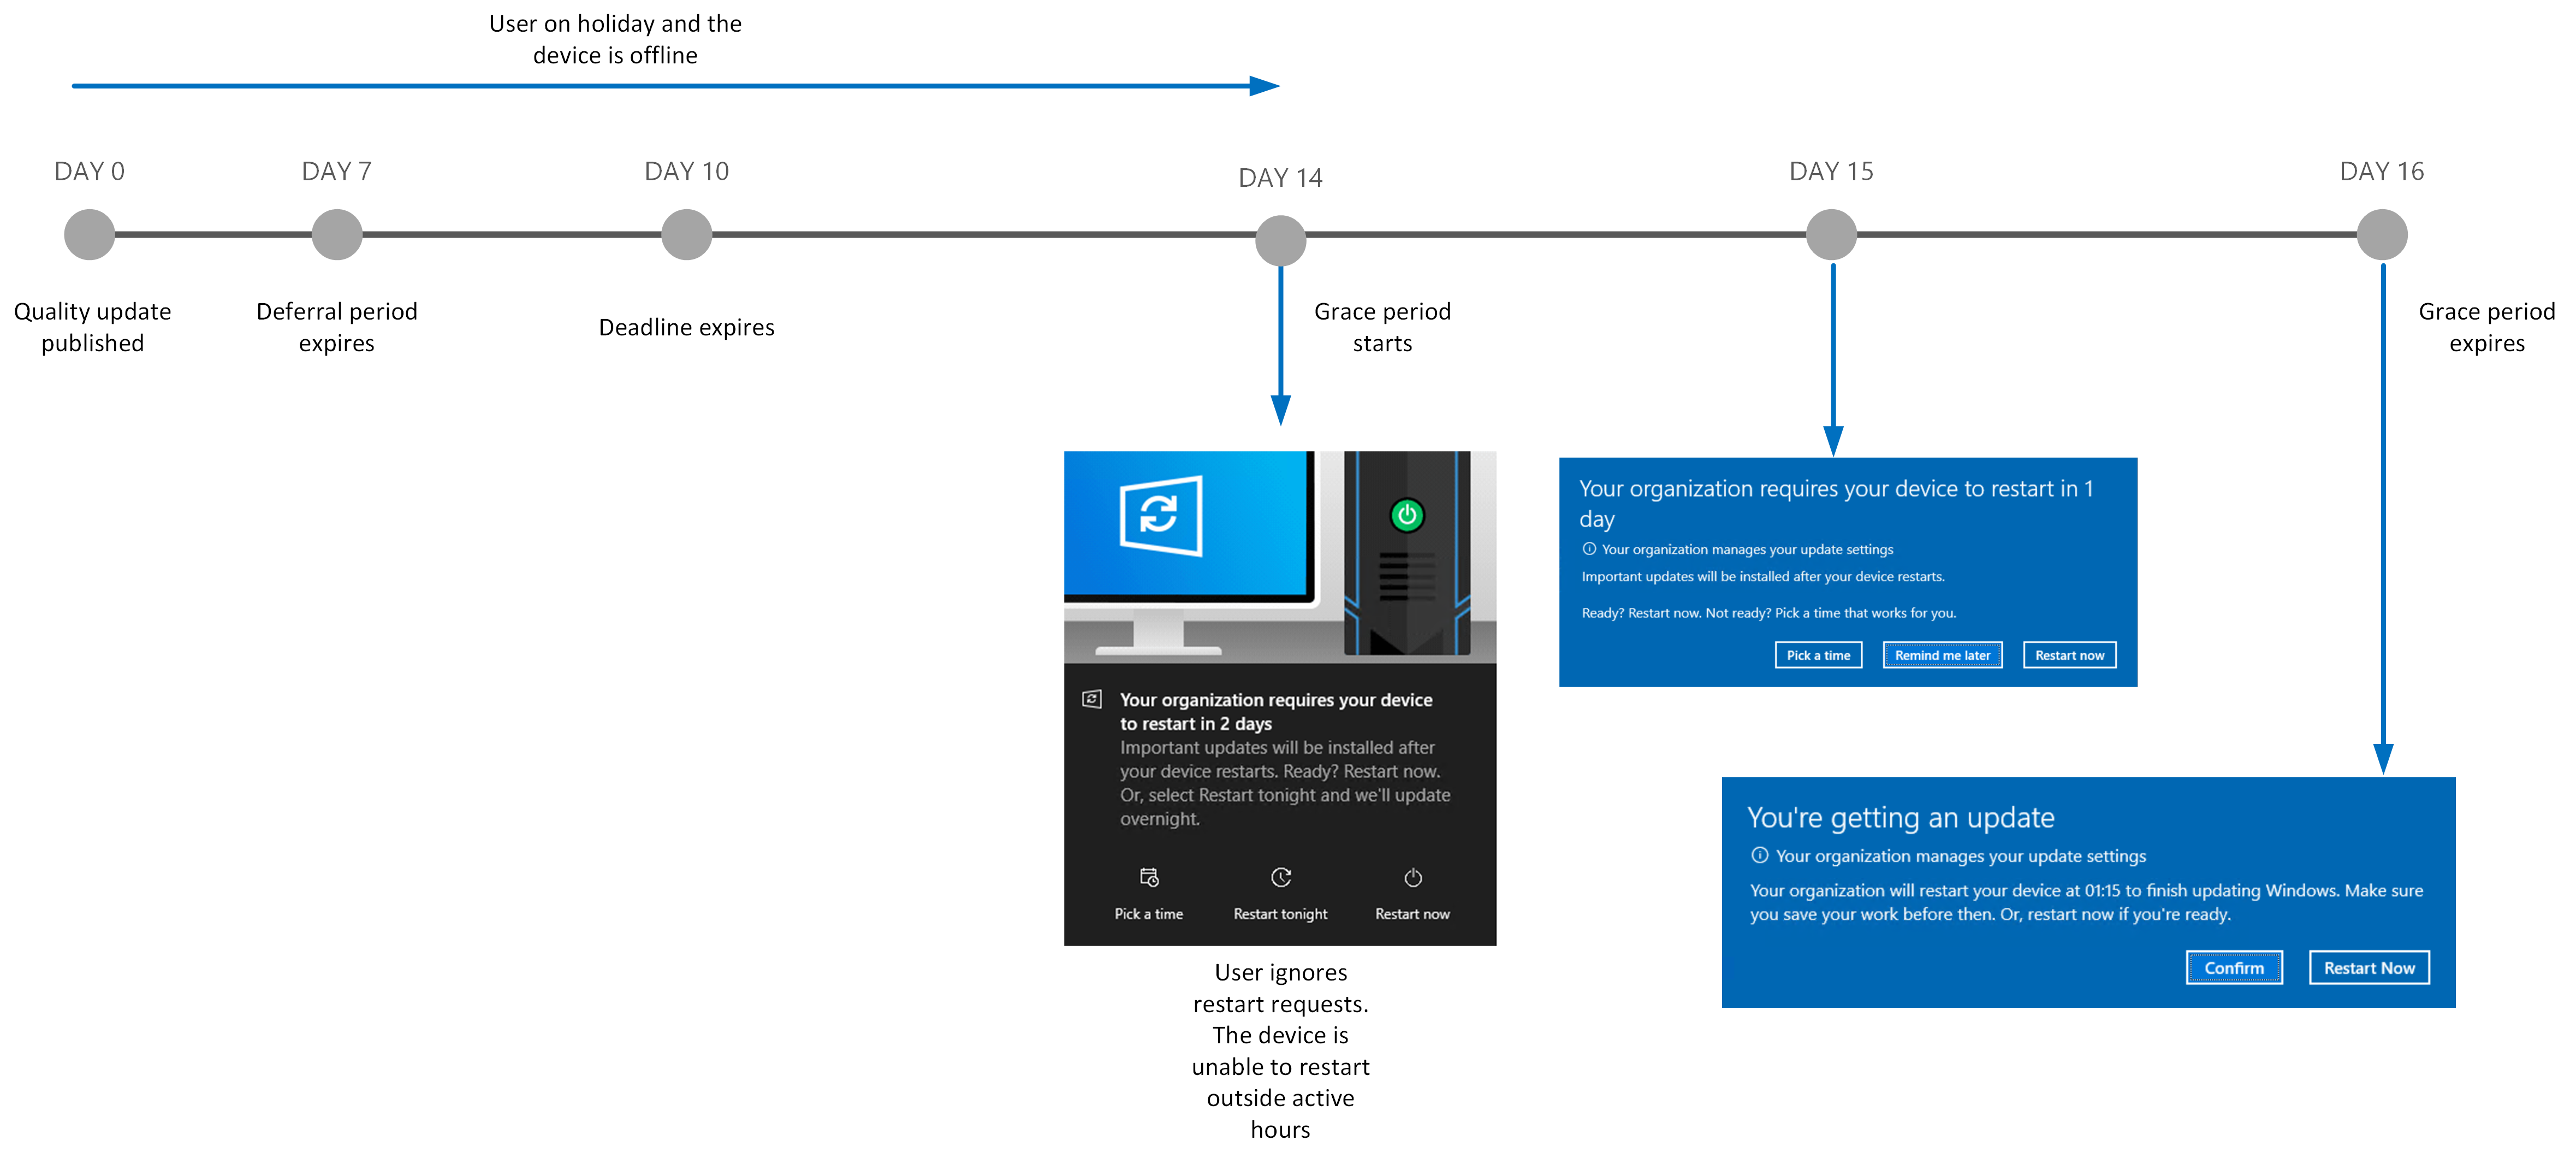 User on holiday and the
device is offline
DAY 0
DAY 7
DAY 10
DAY 14
DAY 15
DAY 16
Quality update
published
Deferral period
expires
Deadline expires
Grace period
starts
Grace period
expires
Your organization requires your device
to restart in 2 days
Important updates will be installed after
your device restarts. Ready? Restart now.
Or, select Restart tonight and we'll update
overnight.
Pick a time
Restart tonight
Restart now
User ignores
restart requests.
The device is
unable to restart
outside active
hours
Your organization requires your device to restart in 1
day
Your organization manages your update settings
Important updates will be installed after your device restarts.
Ready? Restart now. Not ready? Pick a time that works for you.
Pick a time
Remind me later
Restart now
You're getting an update
Your organization manages your update settings
Your organization will restart your device at 01:15 to finish updating Windows. Make sure
you save your work before then. Or, restart now if you're ready.
Confirm
Restart Now